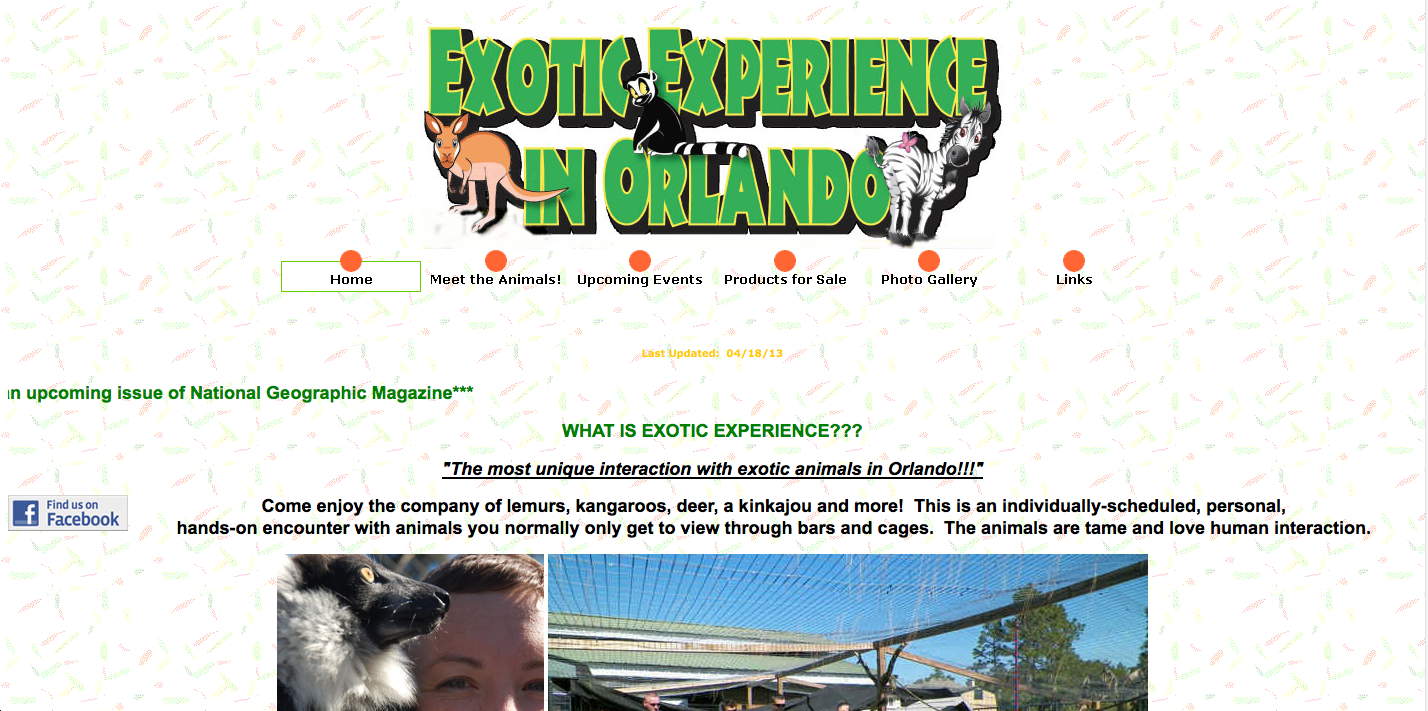 EXOTIC EXPERIENCE
IN ORLANDO
Home Meet the Animals! Upcoming Events Products for Sale Photo Gallery Links
Last Updated: 04/18/13
upcoming issue of National Geographic Magazine***
WHAT IS EXOTIC EXPERIENCE???
"The most unique interaction with exotic animals in Orlando!!!"
Find us on
Facebook
Come enjoy the company of lemurs, kangaroos, deer, a kinkajou and more! This is an individually-scheduled, personal,
hands-on encounter with animals you normally only get to view through bars and cages. The animals are tame and love human interaction.